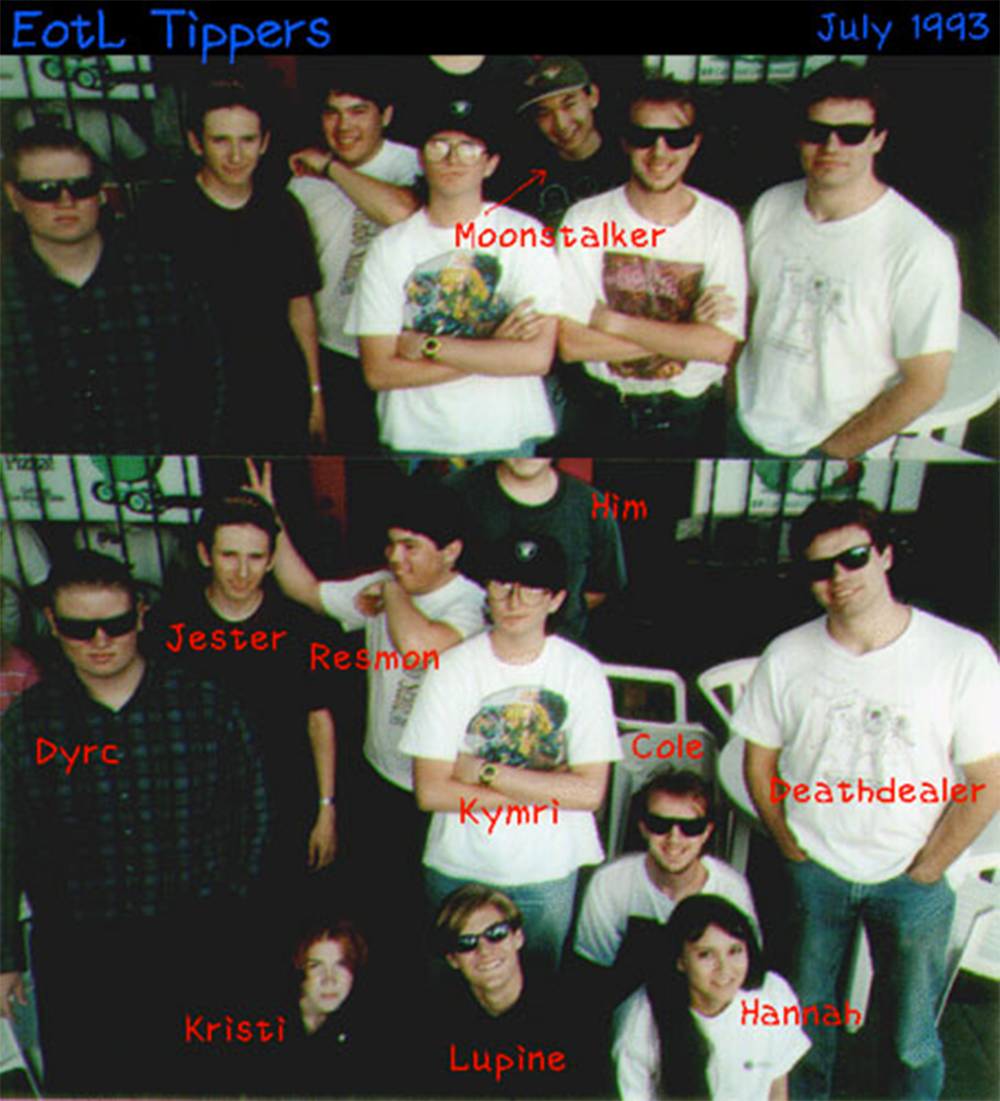 EotL Tippers
July 1993
Moonstalker
Him
Jester
Resmon
Dyrc
Cole
Deathdealer
Kymri
Hannah
Kristi
Lupine